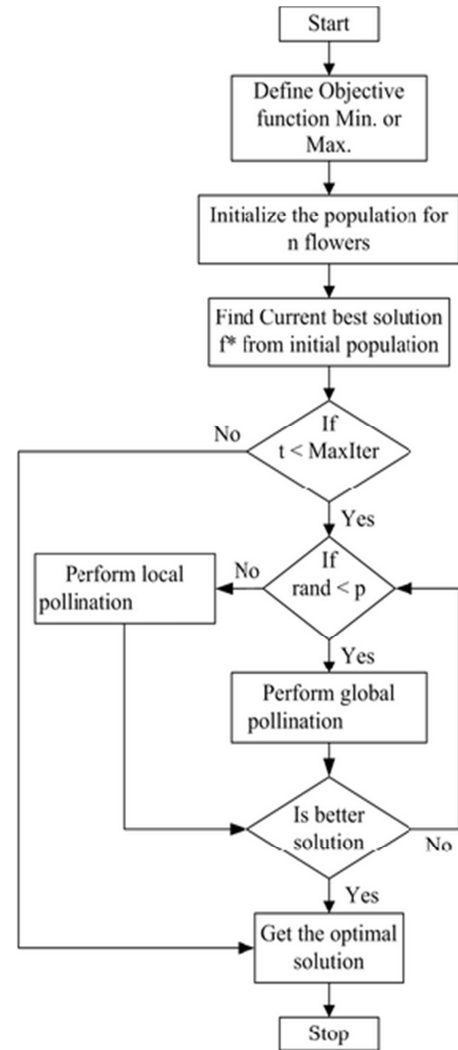 Start
Define Objective
function Min. or
Max.
Initialize the population for
n flowers
Find Current best solution
f* from initial population
If
t < MaxIter
No
Yes
If
rand < p
No
Perform local
pollination
Yes
Perform global
pollination
Is better
solution
No
Yes
Get the optimal
solution
Stop